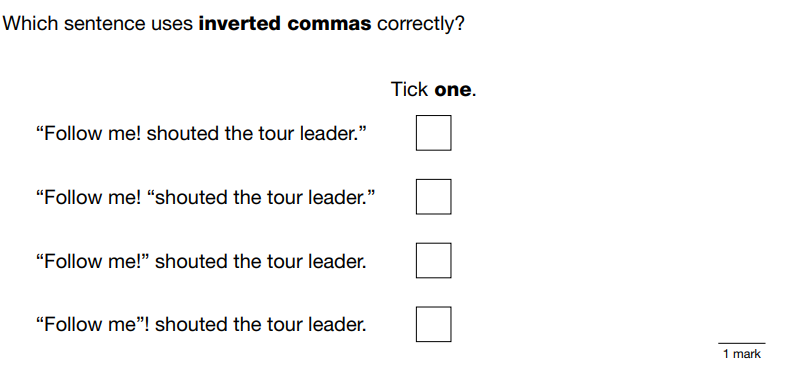 Which sentence uses inverted commas correctly?
Tick one.
“Follow me! shouted the tour leader.”
“Follow me! “shouted the tour leader.”
“Follow me!” shouted the tour leader.
“Follow me”! shouted the tour leader.
1 mark